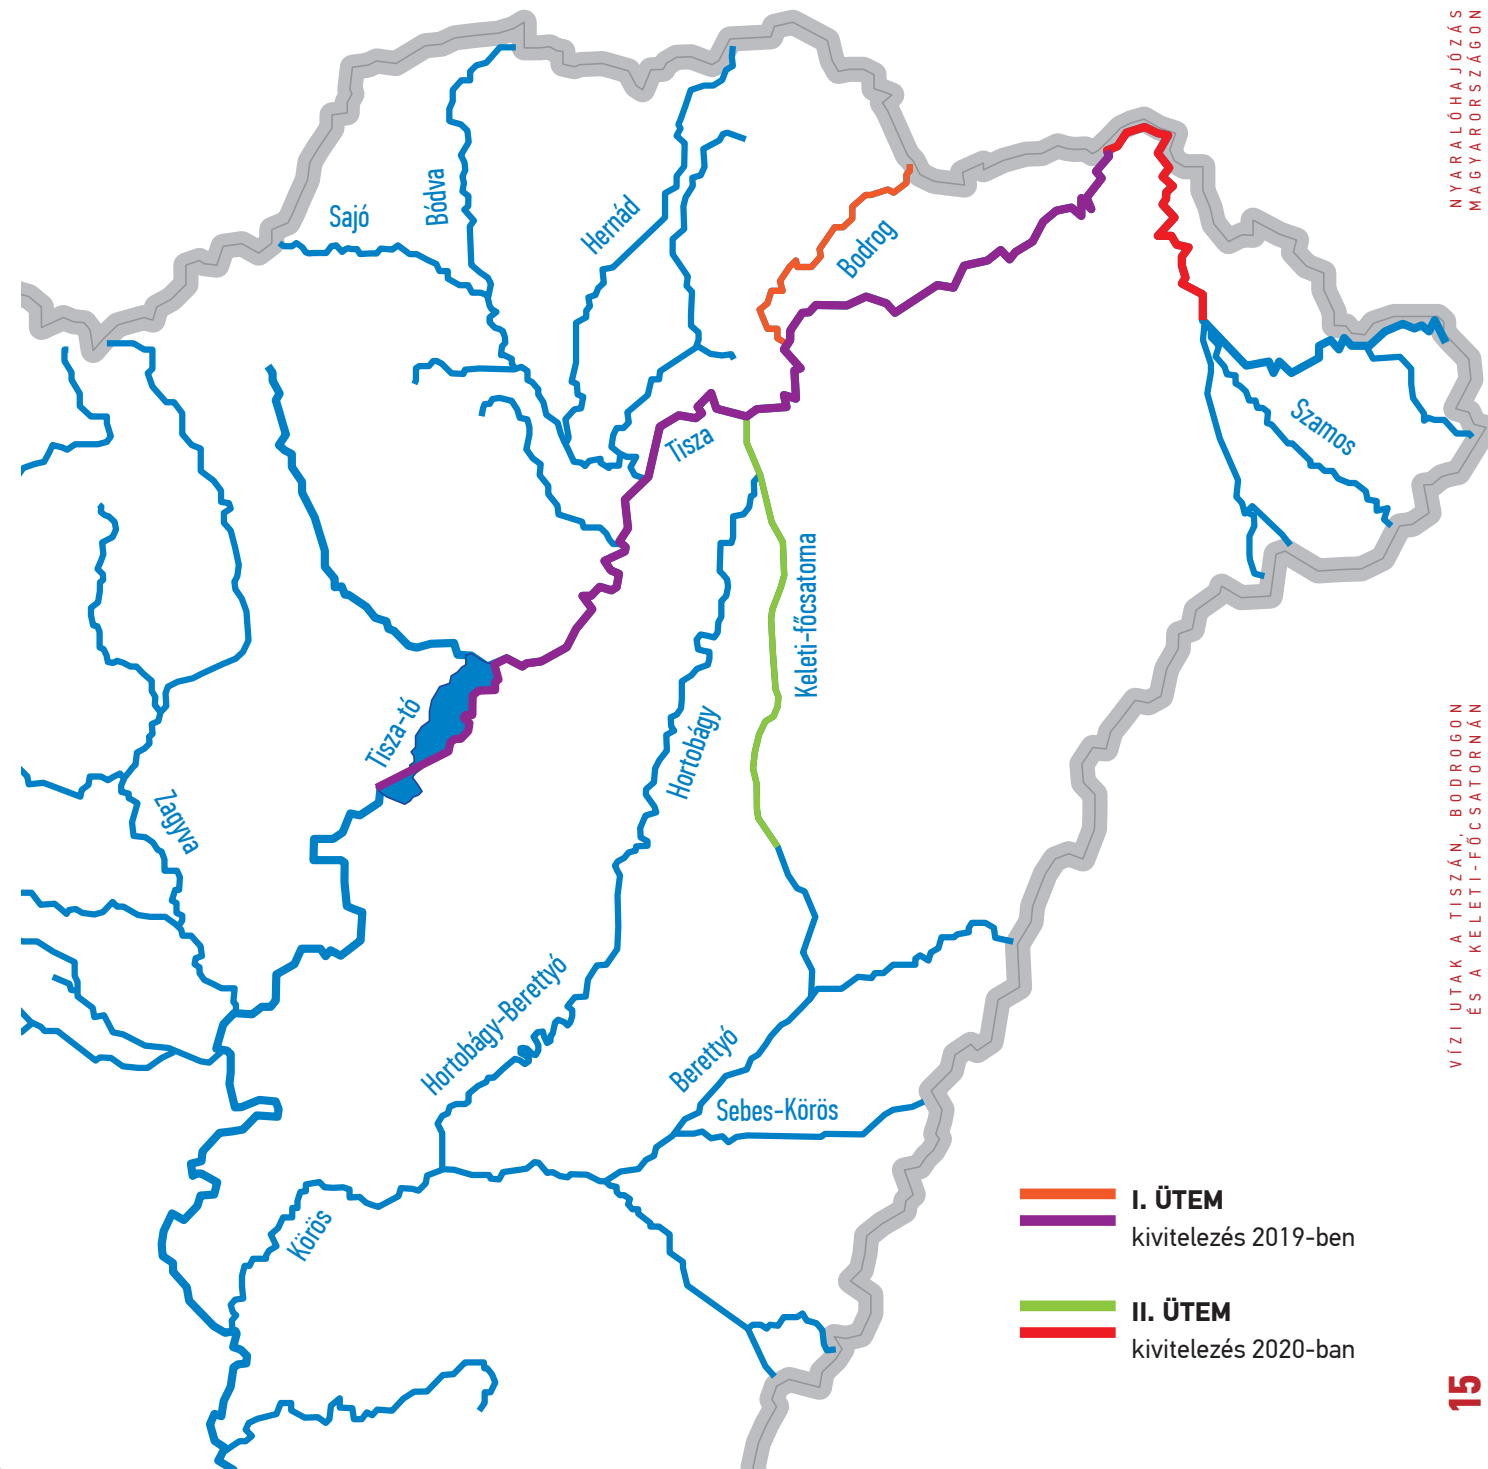 NYARALÓHAJÓZÁS
MAGYARORSZÁGON
Sajó
Bódva
Hernád
Bodrog
Tisza
Szamos
Keleti-főcsatorna
Tisza-tó
Hortobágy
Zagyva
Hortobágy-Berettyó
Berettyó
Sebes-Körös
Körös
VÍZI UTAK A TISZÁN, BODROGON
ÉS A KELETI-FŐCSATORNÁN
I. ÜTEM
kivitelezés 2019-ben
II. ÜTEM
kivitelezés 2020-ban
15